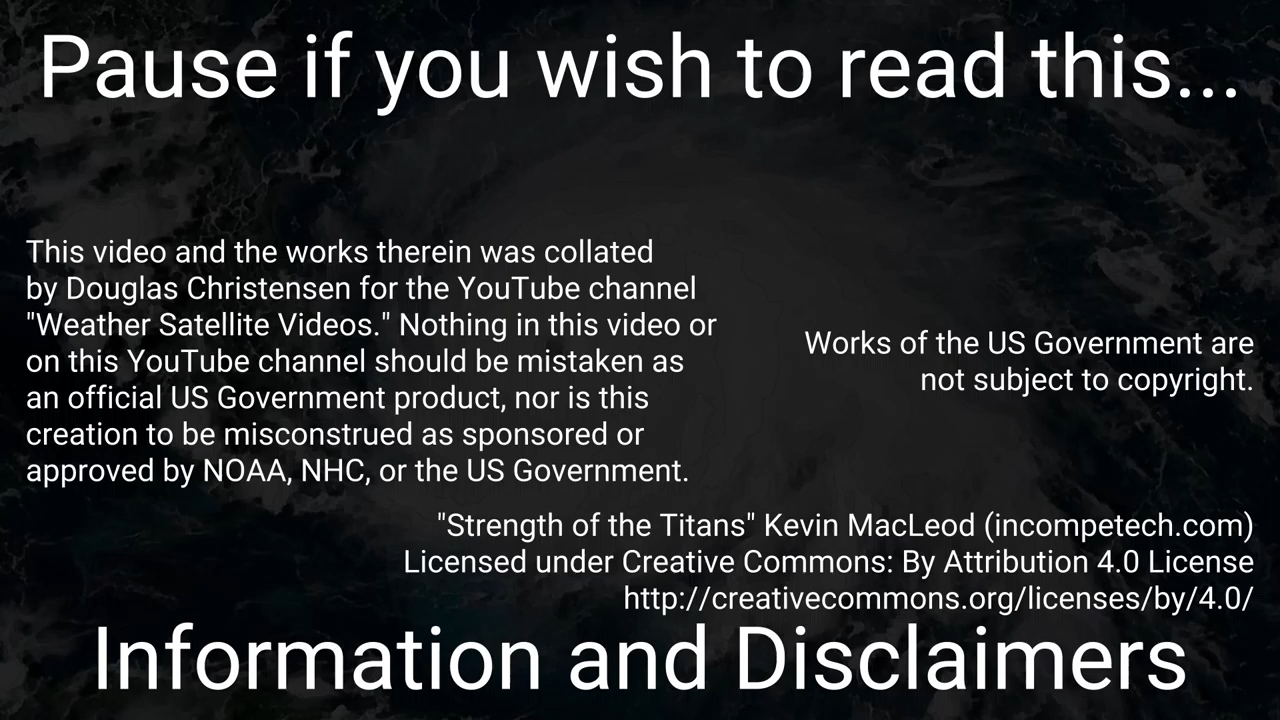 Pause if you wish to read this...
This video and the works therein was collated
by Douglas Christensen for the YouTube channel
"Weather Satellite Videos." Nothing in this video or
on this YouTube channel should be mistaken as
an official US Government product, nor is this
creation to be misconstrued as sponsored or
approved by NOAA, NHC, or the US Government.
Works of the US Government are
not subject to copyright.
"Strength of the Titans" Kevin MacLeod (incompetech.com)
Licensed under Creative Commons: By Attribution 4.0 License
http://creativecommons.org/licenses/by/4.0/
Information and Disclaimers